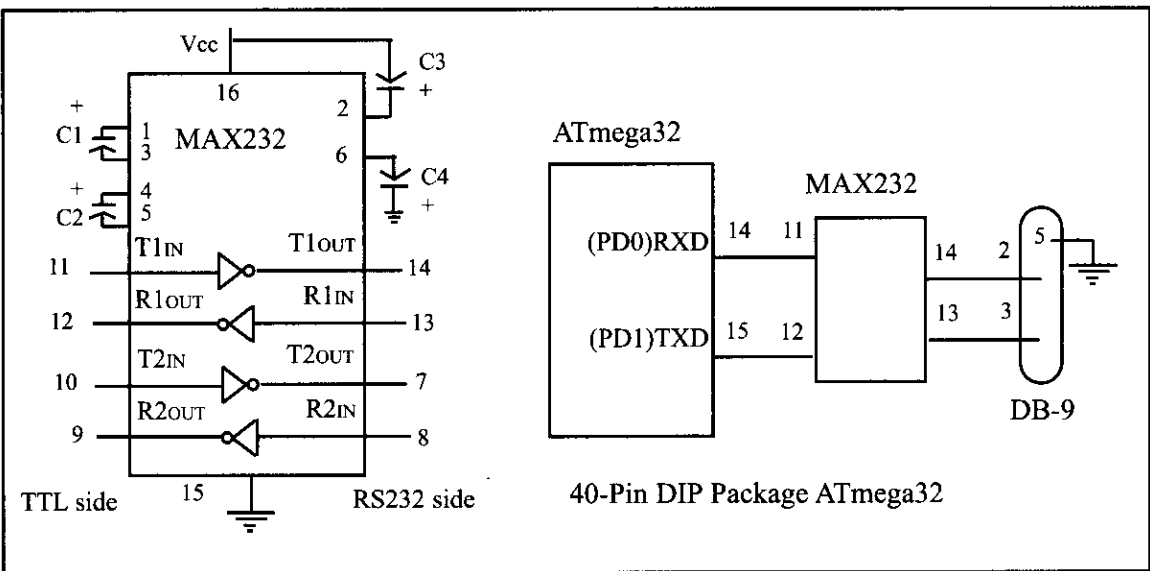 Vcc
C3
+
16
2
+
C1
1
3
MAX232
6
+
C4
+
C2
4
5
T1IN
T1OUT
11
14
R1OUT
R1IN
12
13
T2IN
T2OUT
10
7
R2OUT
R2IN
9
8
15
TTL side
RS232 side
ATmega32
MAX232
(PD0)RXD
14
11
14
2
5
(PD1)TXD
15
12
13
3
DB-9
40-Pin DIP Package ATmega32